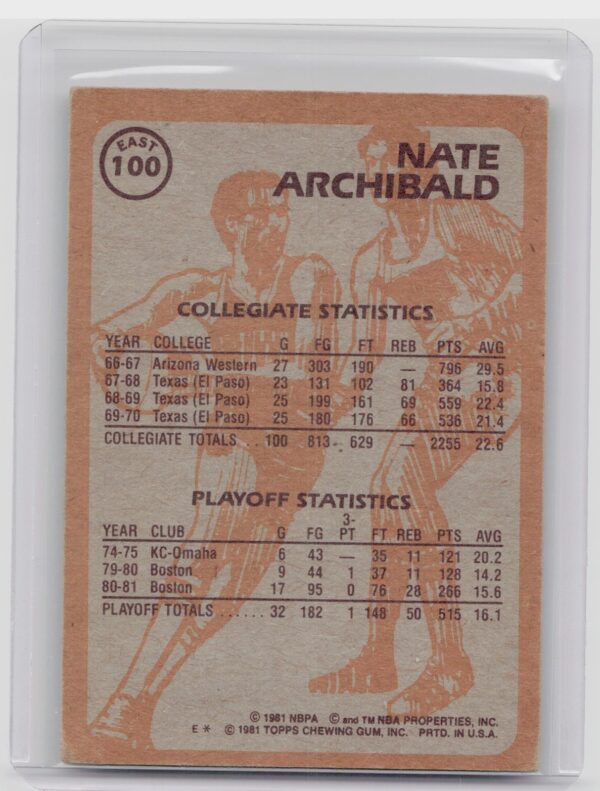 EAST
100
NATE
ARCHIBALD
COLLEGIATE STATISTICS
YEAR COLLEGE G FG FT REB PTS AVG
66-67 Arizona Western 27 303 190 — 796 29.5
67-68 Texas (El Paso) 23 131 102 81 364 15.8
68-69 Texas (El Paso) 25 199 161 69 559 22.4
69-70 Texas (El Paso) 25 180 176 66 536 21.4
COLLEGIATE TOTALS . . 100 813 629 — 2255 22.6
PLAYOFF STATISTICS
YEAR CLUB G FG 3-PT FT REB PTS AVG
74-75 KC-Omaha 6 43 — 35 11 121 20.2
79-80 Boston 9 44 1 37 11 128 14.2
80-81 Boston 17 95 0 76 28 266 15.6
PLAYOFF TOTALS ...... 32 182 1 148 50 515 16.1
© 1981 NBPA © and TM NBA PROPERTIES, INC.
E * © 1981 TOPPS CHEWING GUM, INC. PRTD. IN U.S.A.